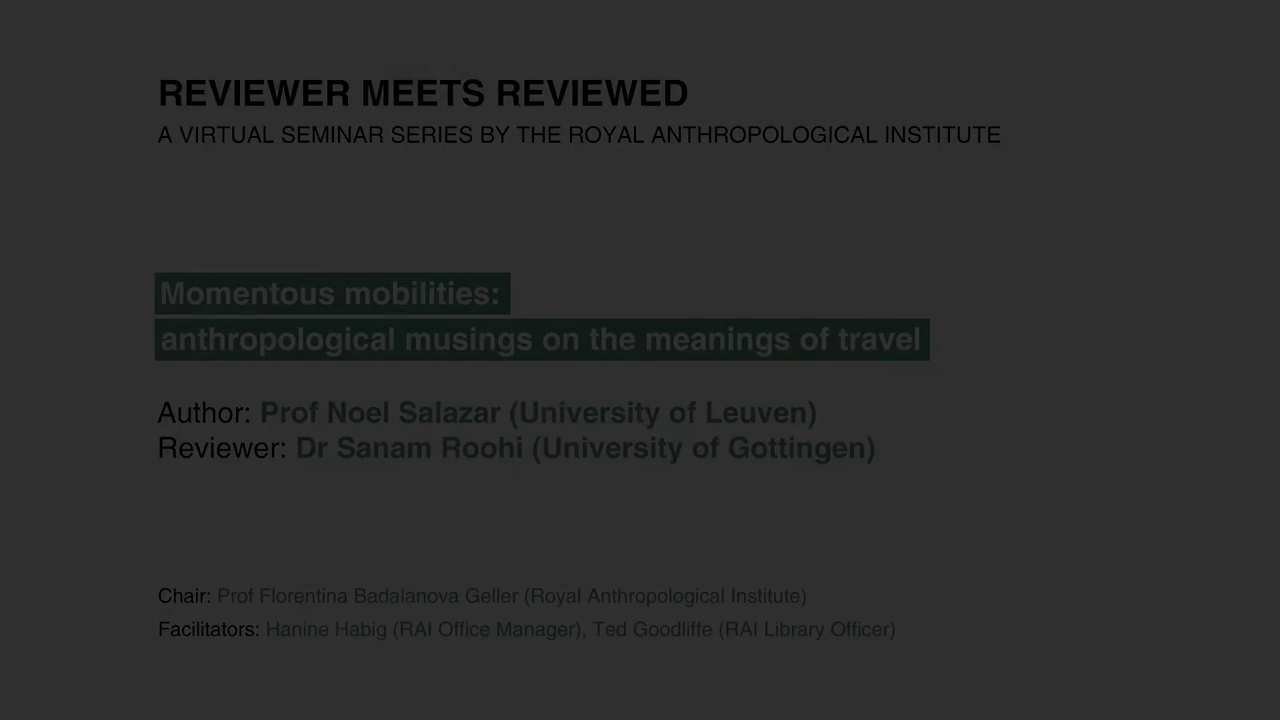 REVIEWER MEETS REVIEWED
A VIRTUAL SEMINAR SERIES BY THE ROYAL ANTHROPOLOGICAL INSTITUTE
Momentous mobilities:
anthropological musings on the meanings of travel
Author: Prof Noel Salazar (University of Leuven)
Reviewer: Dr Sanam Roohi (University of Gottingen)
Chair: Prof Florentina Badalanova Geller (Royal Anthropological Institute)
Facilitators: Hanine Habig (RAI Office Manager), Ted Goodliffe (RAI Library Officer)